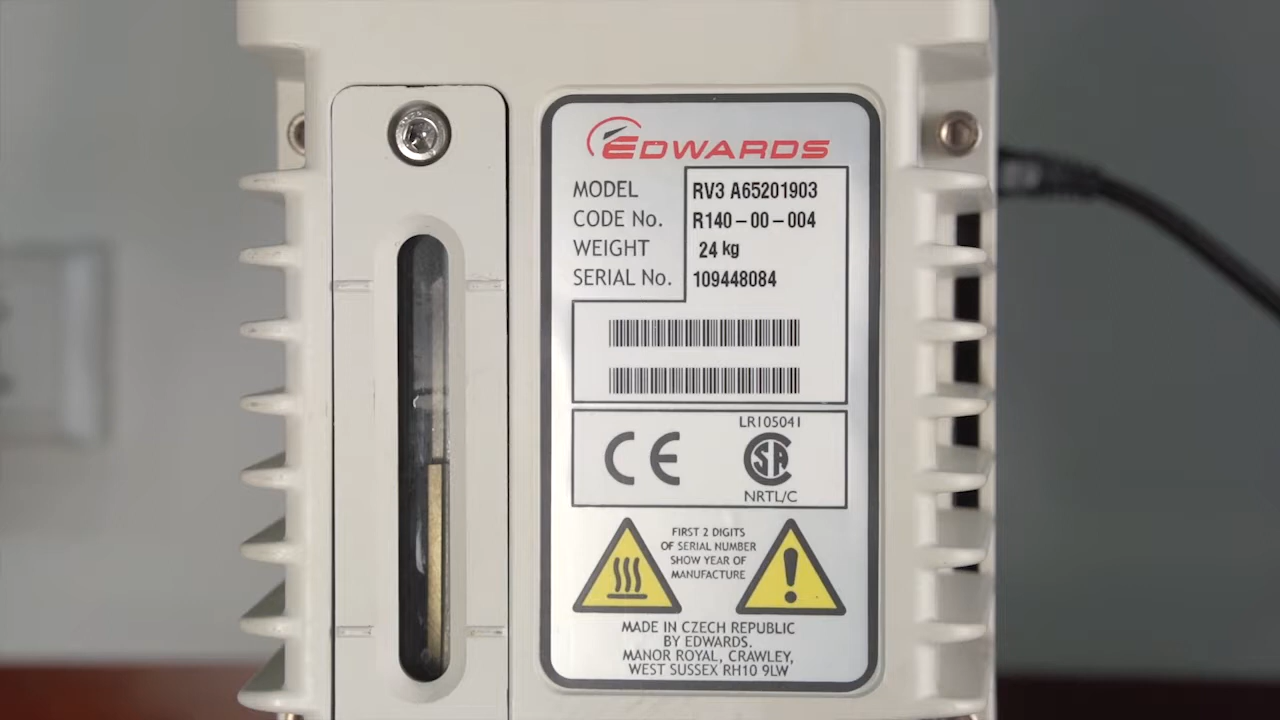 EDWARDS
MODEL RV3 A65201903
CODE No. R140-00-004
WEIGHT 24 kg
SERIAL No. 109448084
LR105041
CE SA
NRTL/C
FIRST 2 DIGITS
OF SERIAL NUMBER
SHOW YEAR OF
MANUFACTURE
MADE IN CZECH REPUBLIC
BY EDWARDS.
MANOR ROYAL, CRAWLEY,
WEST SUSSEX RH10 9LW